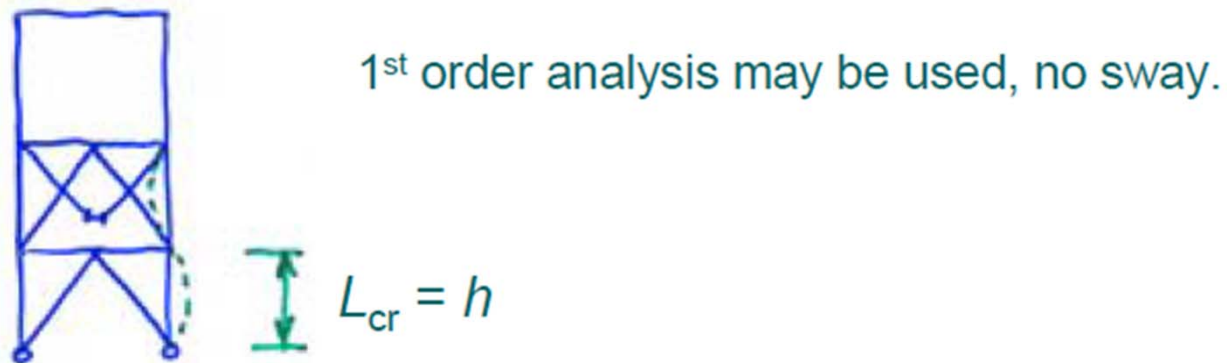 1st order analysis may be used, no sway.
Lcr = h